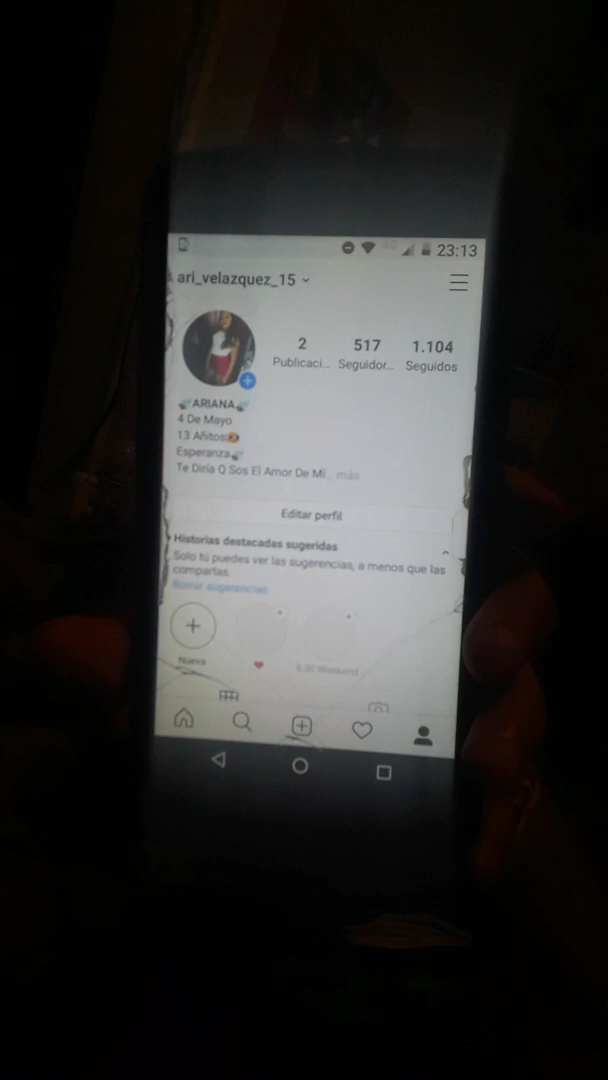 23:13
ari_velazquez_15
2 517 1.104
Publicaci... Seguidor... Seguidos
ARIANA
4 De Mayo
13 Añitos
Esperanza
Te Diría Q Sos El Amor De Mi... más
Editar perfil
Historias destacadas sugeridas
Solo tú puedes ver las sugerencias, a menos que las
compartas.
Borrar sugerencias
Nueva